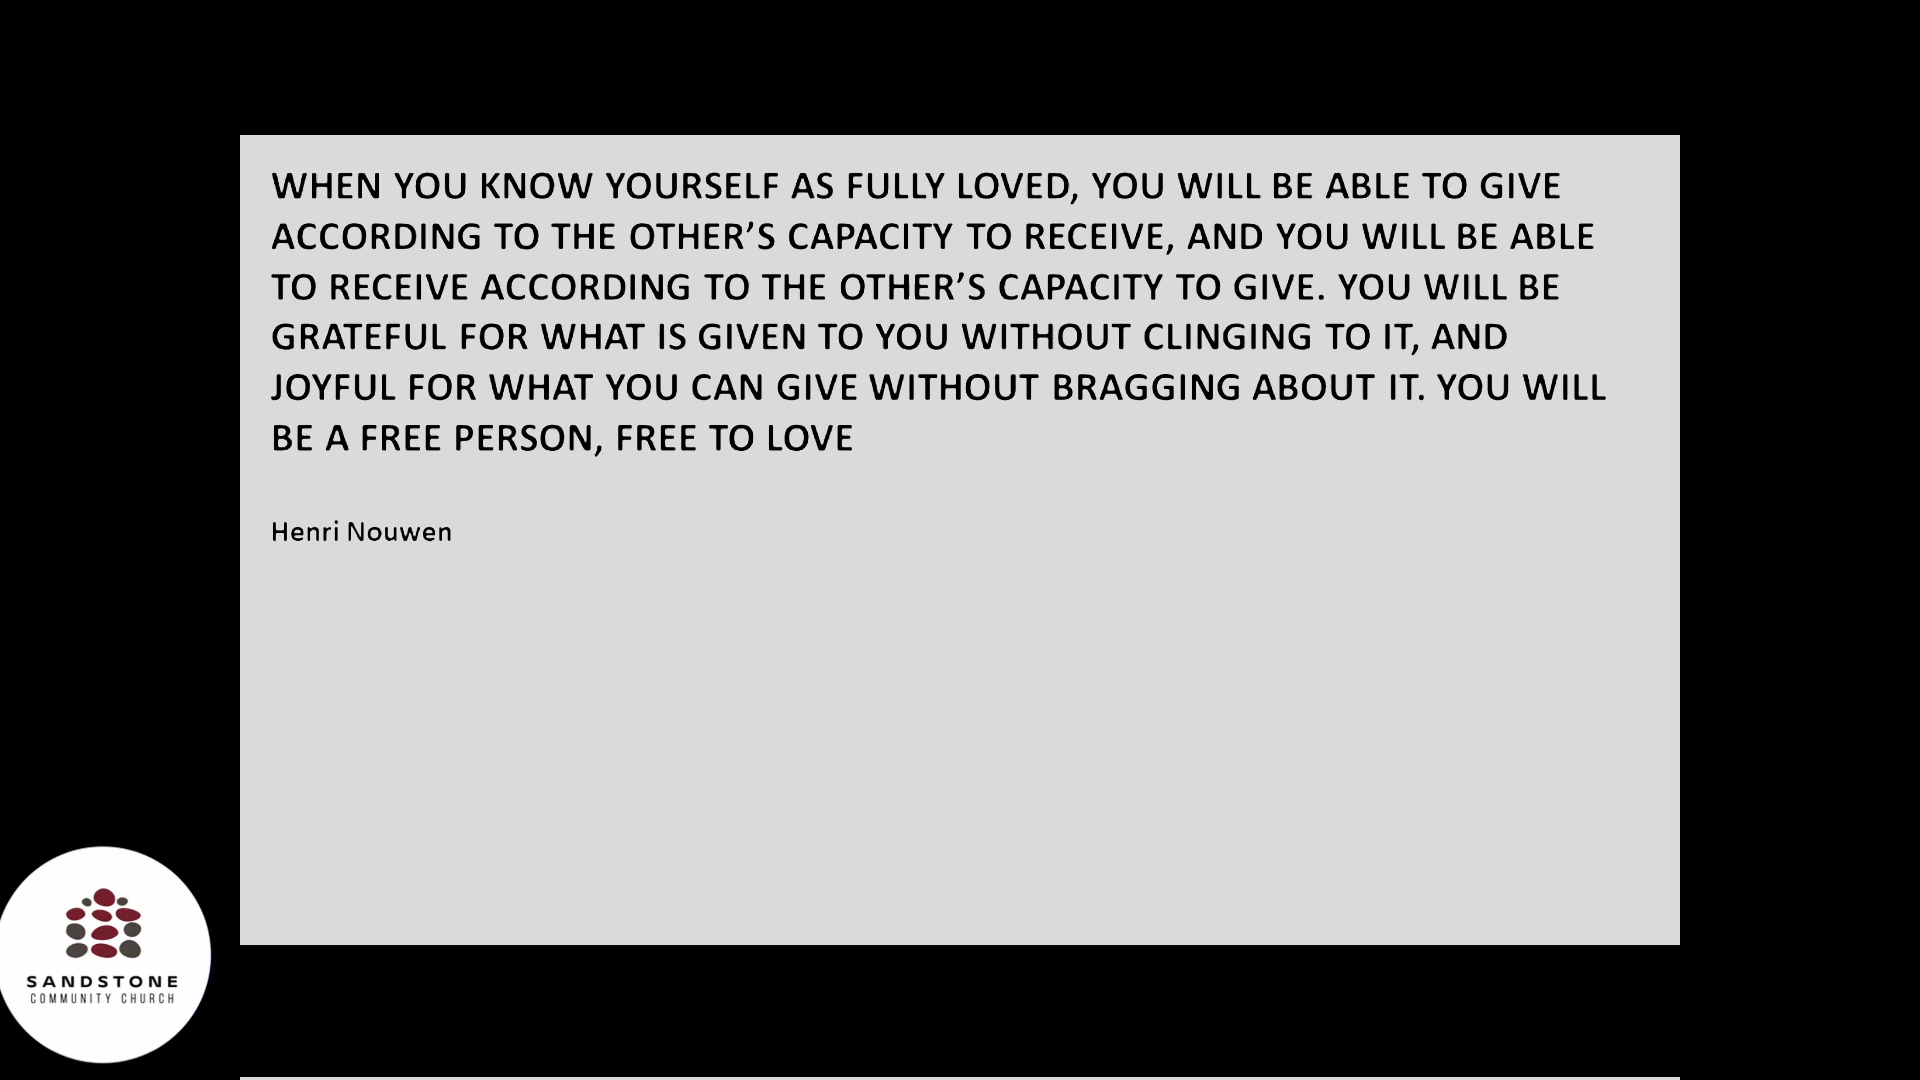 WHEN YOU KNOW YOURSELF AS FULLY LOVED, YOU WILL BE ABLE TO GIVE
ACCORDING TO THE OTHER’S CAPACITY TO RECEIVE, AND YOU WILL BE ABLE
TO RECEIVE ACCORDING TO THE OTHER’S CAPACITY TO GIVE. YOU WILL BE
GRATEFUL FOR WHAT IS GIVEN TO YOU WITHOUT CLINGING TO IT, AND
JOYFUL FOR WHAT YOU CAN GIVE WITHOUT BRAGGING ABOUT IT. YOU WILL
BE A FREE PERSON, FREE TO LOVE
Henri Nouwen
SANDSTONE
COMMUNITY CHURCH